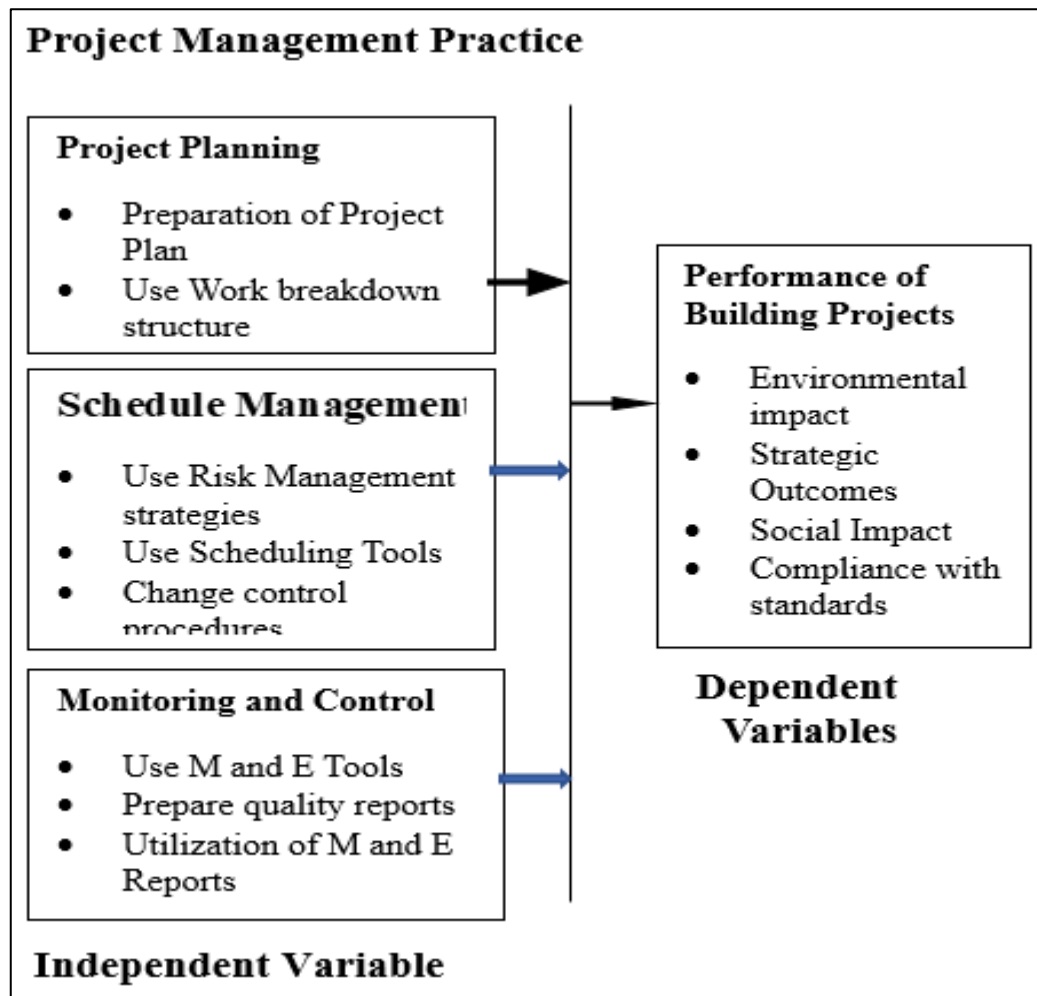 Project Management Practice
Project Planning
• Preparation of Project
Plan
• Use Work breakdown
structure
Schedule Management
• Use Risk Management
strategies
• Use Scheduling Tools
• Change control
procedures
Monitoring and Control
• Use M and E Tools
• Prepare quality reports
• Utilization of M and E
Reports
Independent Variable
Performance of
Building Projects
• Environmental
impact
• Strategic
Outcomes
• Social Impact
• Compliance with
standards
Dependent
Variables